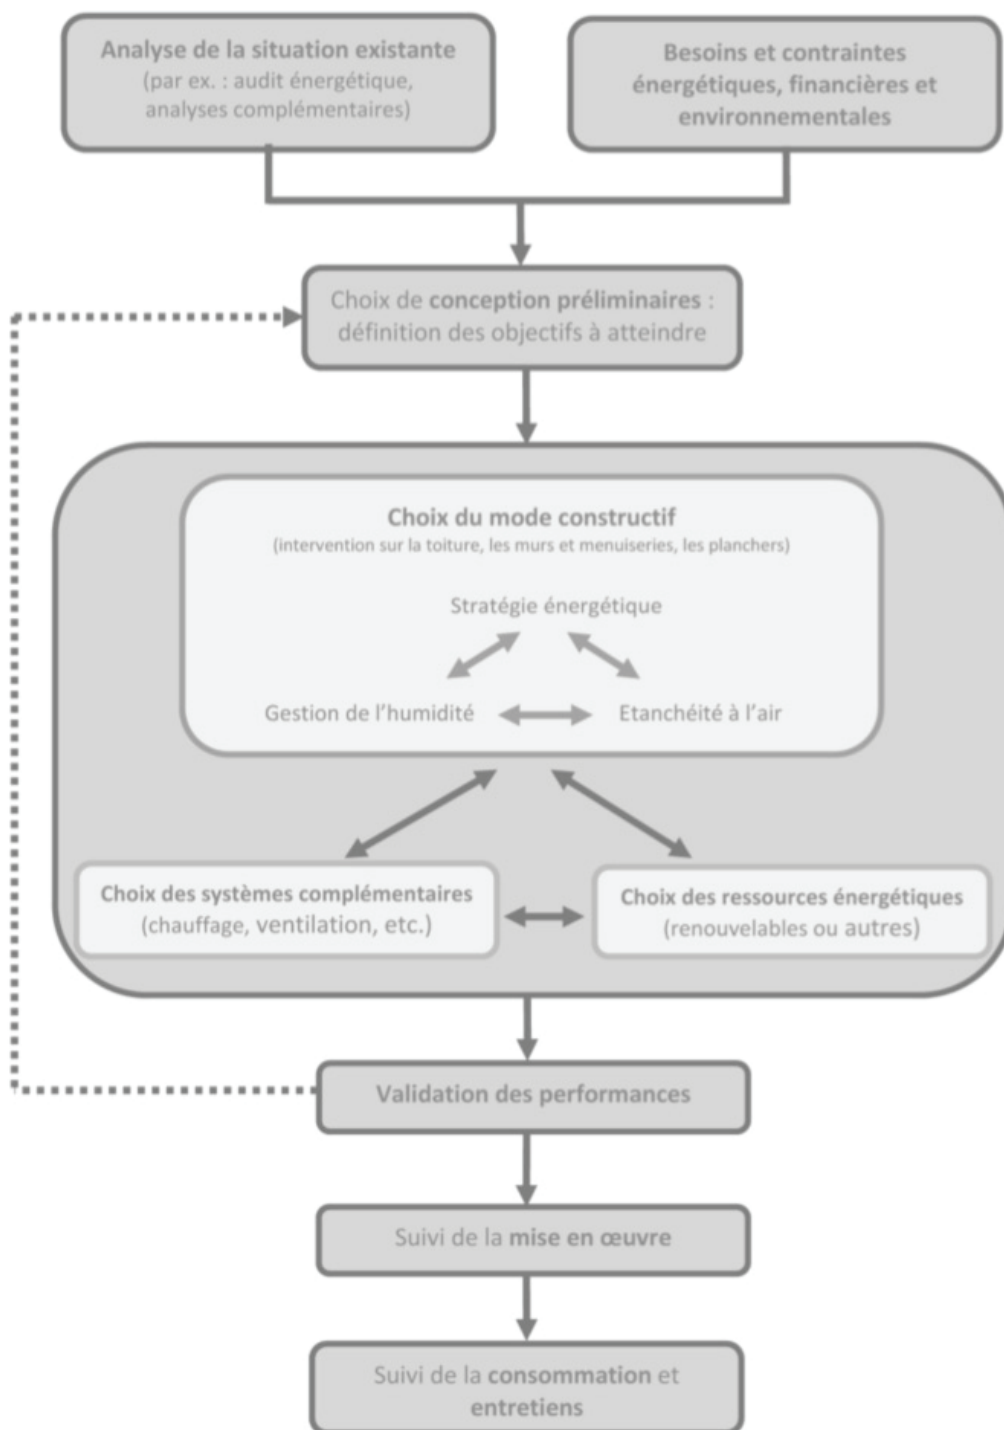 Analyse de la situation existante
(par ex. : audit énergétique,
analyses complémentaires)
Besoins et contraintes
énergétiques, financières et
environnementales
Choix de conception préliminaires :
définition des objectifs à atteindre
Choix du mode constructif
(intervention sur la toiture, les murs et menuiseries, les planchers)
Stratégie énergétique
Gestion de l'humidité
Etanchéité à l'air
Choix des systèmes complémentaires
(chauffage, ventilation, etc.)
Choix des ressources énergétiques
(renouvelables ou autres)
Validation des performances
Suivi de la mise en œuvre
Suivi de la consommation et
entretiens